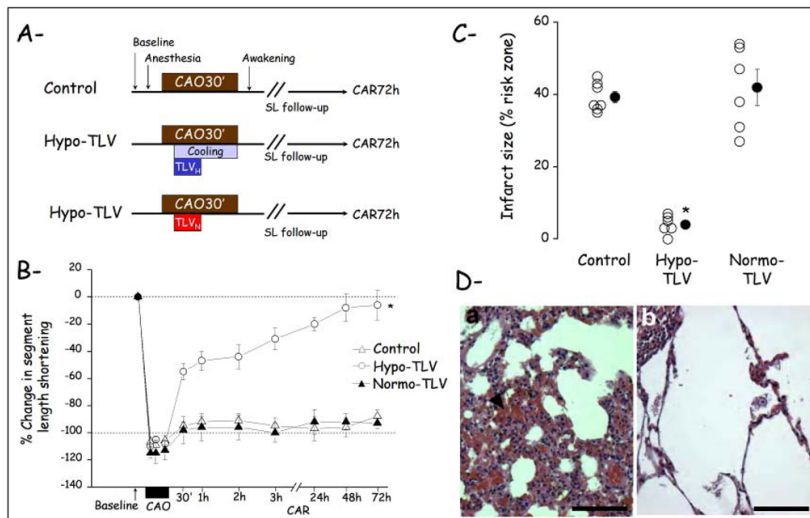 A-
Baseline
Anesthesia
Awakening
Control
CAO30'
SL follow-up
CAR72h
Hypo-TLV
CAO30'
Cooling
TLVH
SL follow-up
CAR72h
Hypo-TLV
CAO30'
TLVN
SL follow-up
CAR72h
B-
% Change in segment
length shortening
20
0
-20
-40
-60
-80
-100
-120
-140
*
Control
Hypo-TLV
Normo-TLV
Baseline
CAO
30'
1h
2h
3h
24h
48h
72h
CAR
C-
Infarct size (% risk zone)
60
40
20
0
*
Control
Hypo-
TLV
Normo-
TLV
D-
a
b